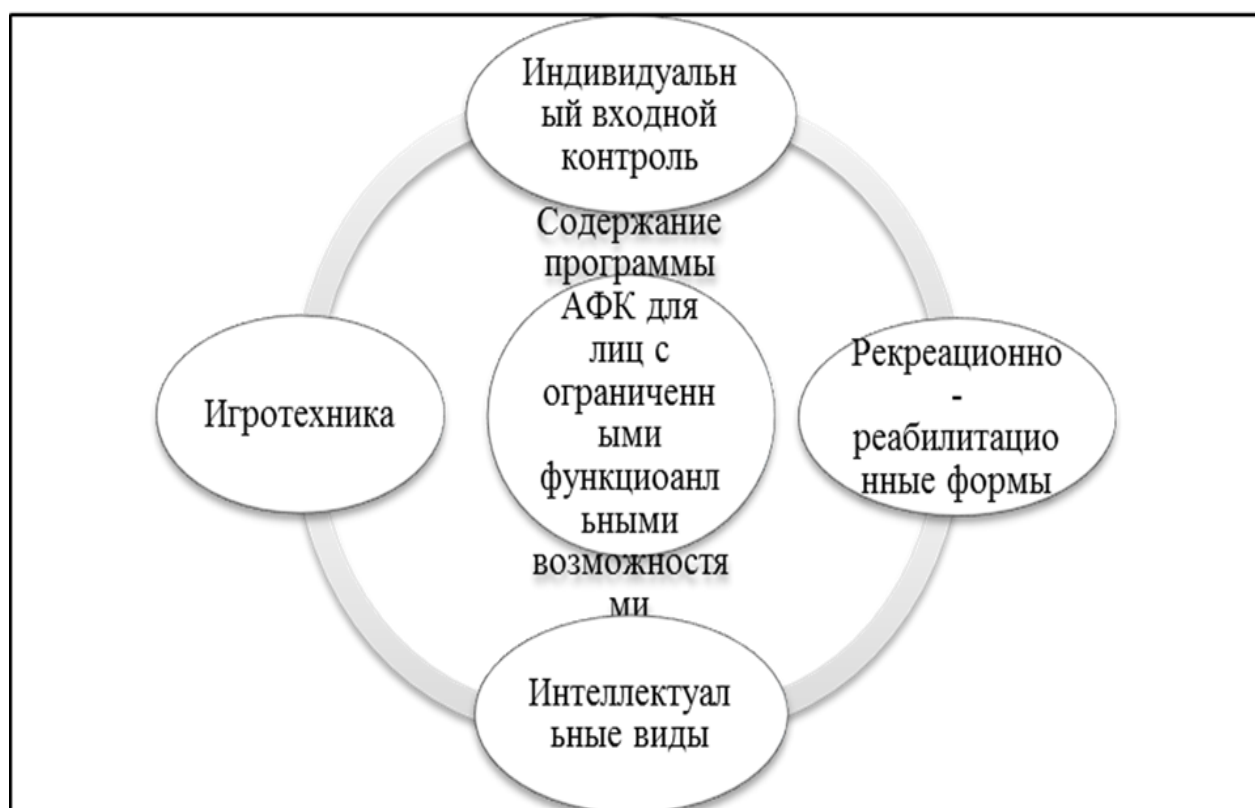 Индивидуальн
ый входной
контроль
Содержание
программы
АФК для
лиц с
ограниченн
ыми
функциоанл
ьными
возможностя
ми
Игротехника
Рекреационно
-
реабилитацио
нные формы
Интеллектуал
ьные виды